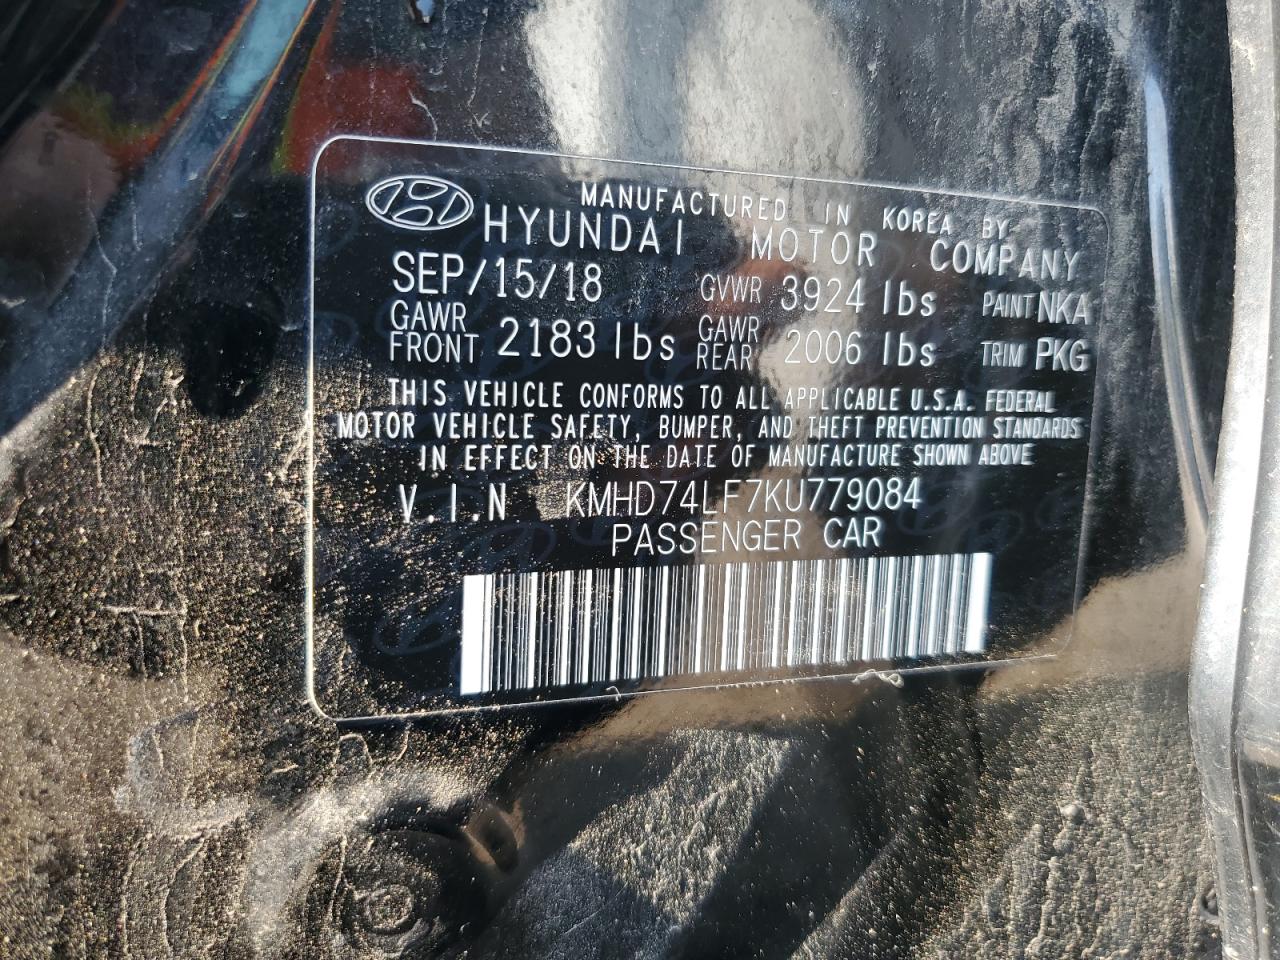 MANUFACTURED IN KOREA BY
HYUNDAI MOTOR COMPANY
SEP/15/18 GVWR 3924 lbs PAINT NKA
GAWR FRONT 2183 lbs GAWR REAR 2006 lbs TRIM PKG
THIS VEHICLE CONFORMS TO ALL APPLICABLE U.S.A. FEDERAL
MOTOR VEHICLE SAFETY, BUMPER, AND THEFT PREVENTION STANDARDS
IN EFFECT ON THE DATE OF MANUFACTURE SHOWN ABOVE
V.I.N KMHD74LF7KU779084
PASSENGER CAR